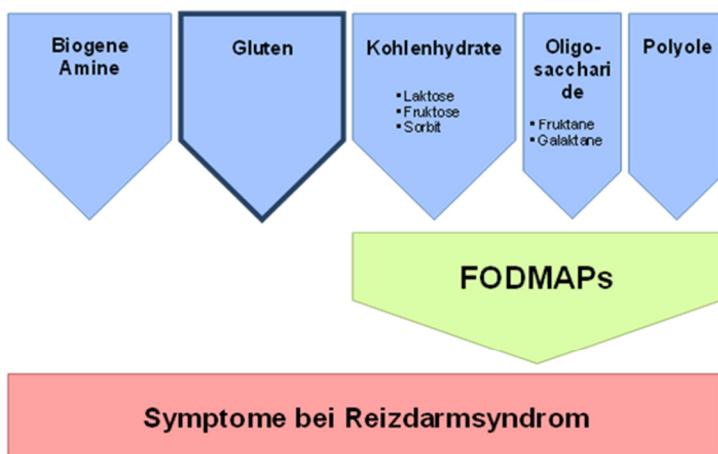 Biogene
Amine
Gluten
Kohlenhydrate
▪ Laktose
▪ Fruktose
▪ Sorbit
Oligo-
sacchari
de
▪ Fruktane
▪ Galaktane
Polyole
FODMAPs
Symptome bei Reizdarmsyndrom